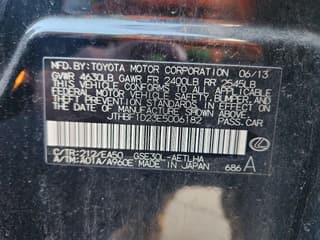 MFD.BY:TOYOTA MOTOR CORPORATION 06/13
GVWR 4630LB GAWR FR 2400LB RR 2545LB
THIS VEHICLE CONFORMS TO ALL APPLICABLE
FEDERAL MOTOR VEHICLE SAFETY, BUMPER, AND
THEFT PREVENTION STANDARDS IN EFFECT ON
THE DATE OF MANUFACTURE SHOWN ABOVE.
JTHBF1D23E5006182 PASS.CAR
C/TR:212/EA50 GSE30L-AETLHA
A/TM:A01A/A960E MADE IN JAPAN 686 A